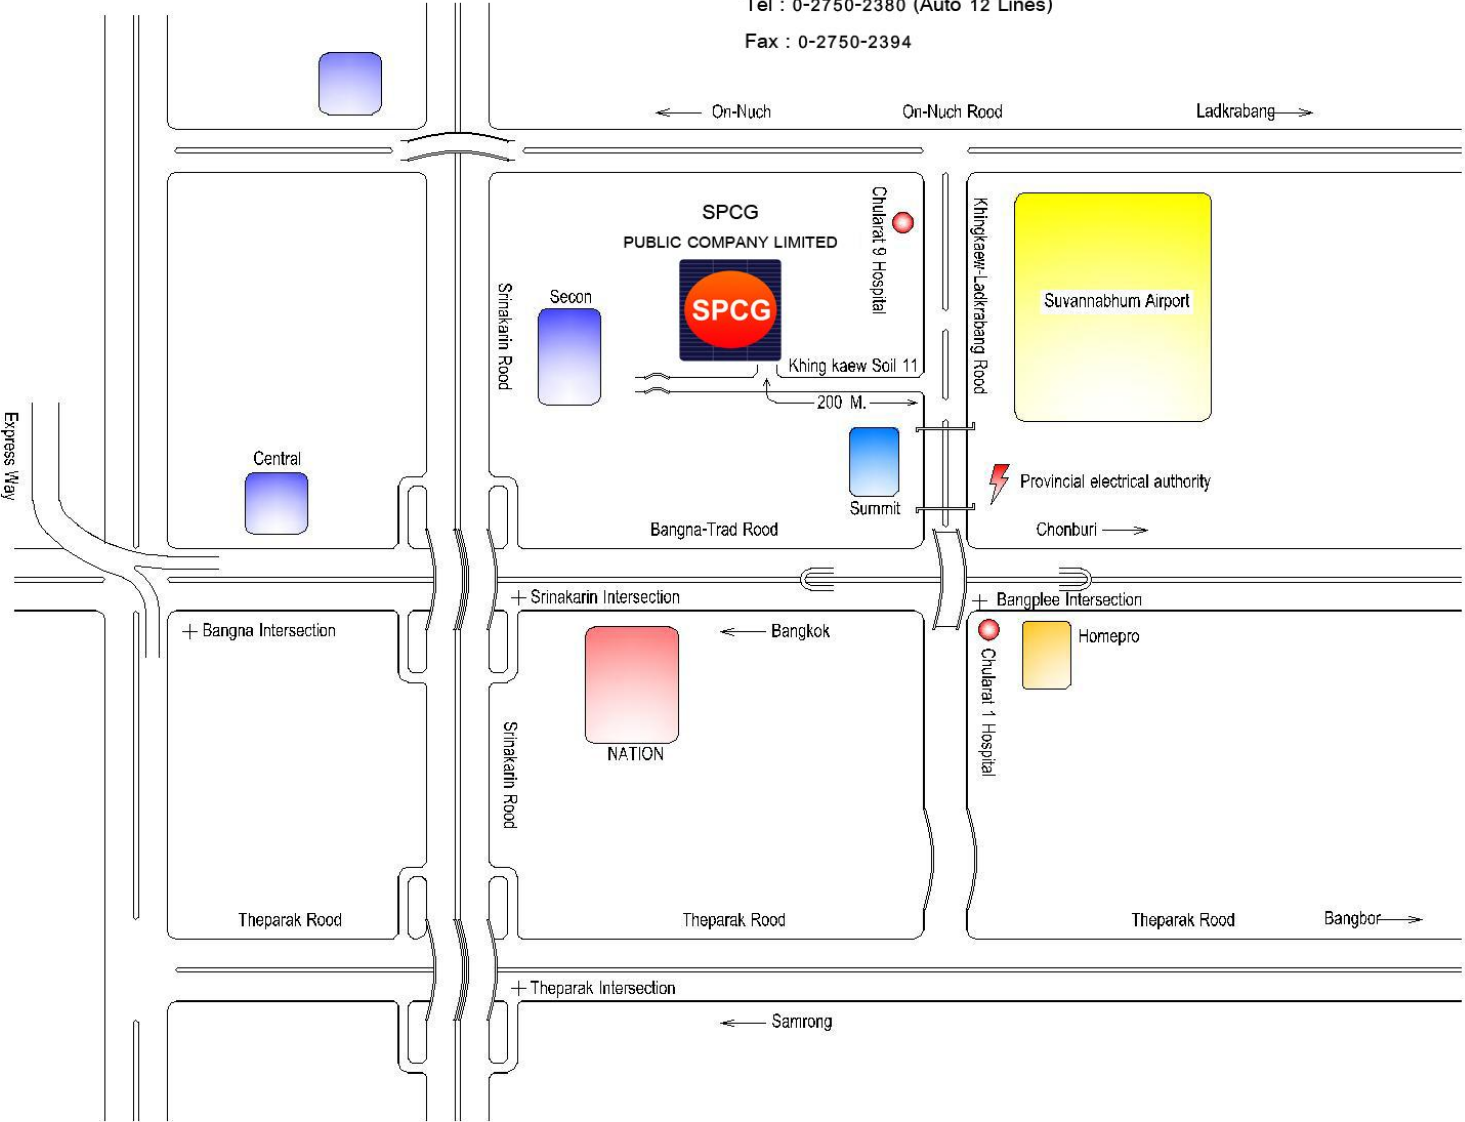 Tel : 0-2750-2380 (Auto 12 Lines)
Fax : 0-2750-2394
On-Nuch
On-Nuch Rood
Ladkrabang
SPCG
PUBLIC COMPANY LIMITED
SPCG
Chularat 9 Hospital
Khingkaew-Ladkrabang Rood
Suvannabhum Airport
Secon
Srinakarin Rood
Khing kaew Soil 11
200 M.
Express Way
Central
Summit
Provincial electrical authority
Bangna-Trad Rood
Chonburi
Srinakarin Intersection
Bangplee Intersection
Bangna Intersection
Bangkok
Homepro
Chularat 1 Hospital
NATION
Srinakarin Rood
Theparak Rood
Theparak Rood
Theparak Rood
Bangbor
Theparak Intersection
Samrong